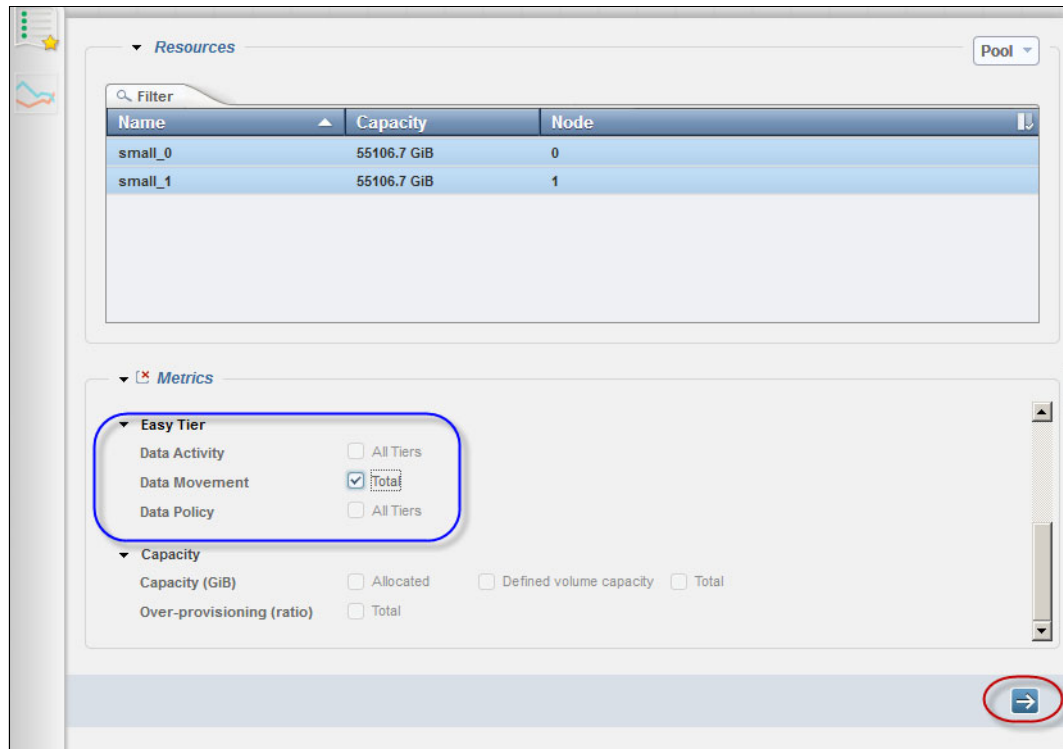 Resources
Pool
Filter
Name Capacity Node
small_0 55106.7 GiB 0
small_1 55106.7 GiB 1
Metrics
Easy Tier
Data Activity All Tiers
Data Movement Total
Data Policy All Tiers
Capacity
Capacity (GiB) Allocated Defined volume capacity Total
Over-provisioning (ratio) Total